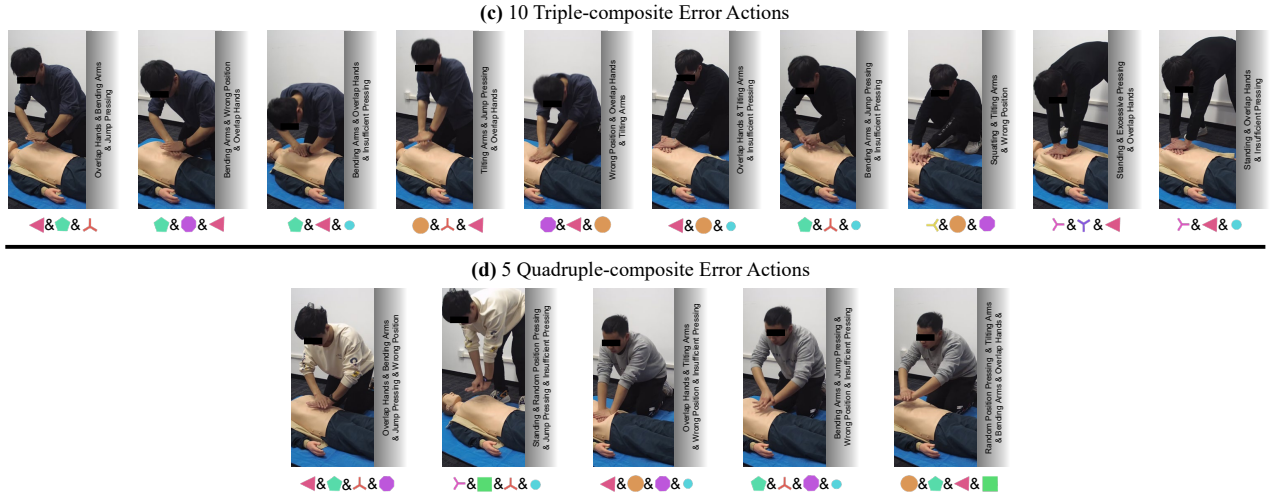 (c) 10 Triple-composite Error Actions
Overlap Hands & Bending Arms
& Jump Pressing
Bending Arms & Wrong Position
& Overlap Hands
Bending Arms & Overlap Hands
& Insufficient Pressing
Tilting Arms & Jump Pressing
& Overlap Hands
Wrong Position & Overlap Hands
& Tilting Arms
Overlap Hands & Tilting Arms
& Insufficient Pressing
Bending Arms & Jump Pressing
& Insufficient Pressing
Squatting & Tilting Arms
& Wrong Position
Standing & Excessive Pressing
& Overlap Hands
Standing & Overlap Hands
& Insufficient Pressing
& &
& &
& &
& &
& &
& &
& &
& &
& &
& &
(d) 5 Quadruple-composite Error Actions
Overlap Hands & Bending Arms
& Jump Pressing & Wrong Position
Standing & Random Position Pressing
& Jump Pressing & Insufficient Pressing
Overlap Hands & Tilting Arms
& Wrong Position & Insufficient Pressing
Bending Arms & Jump Pressing &
Wrong Position & Insufficient Pressing
Random Position Pressing & Tilting Arms
& Bending Arms & Overlap Hands &
& & &
& & &
& & &
& & &
& & &